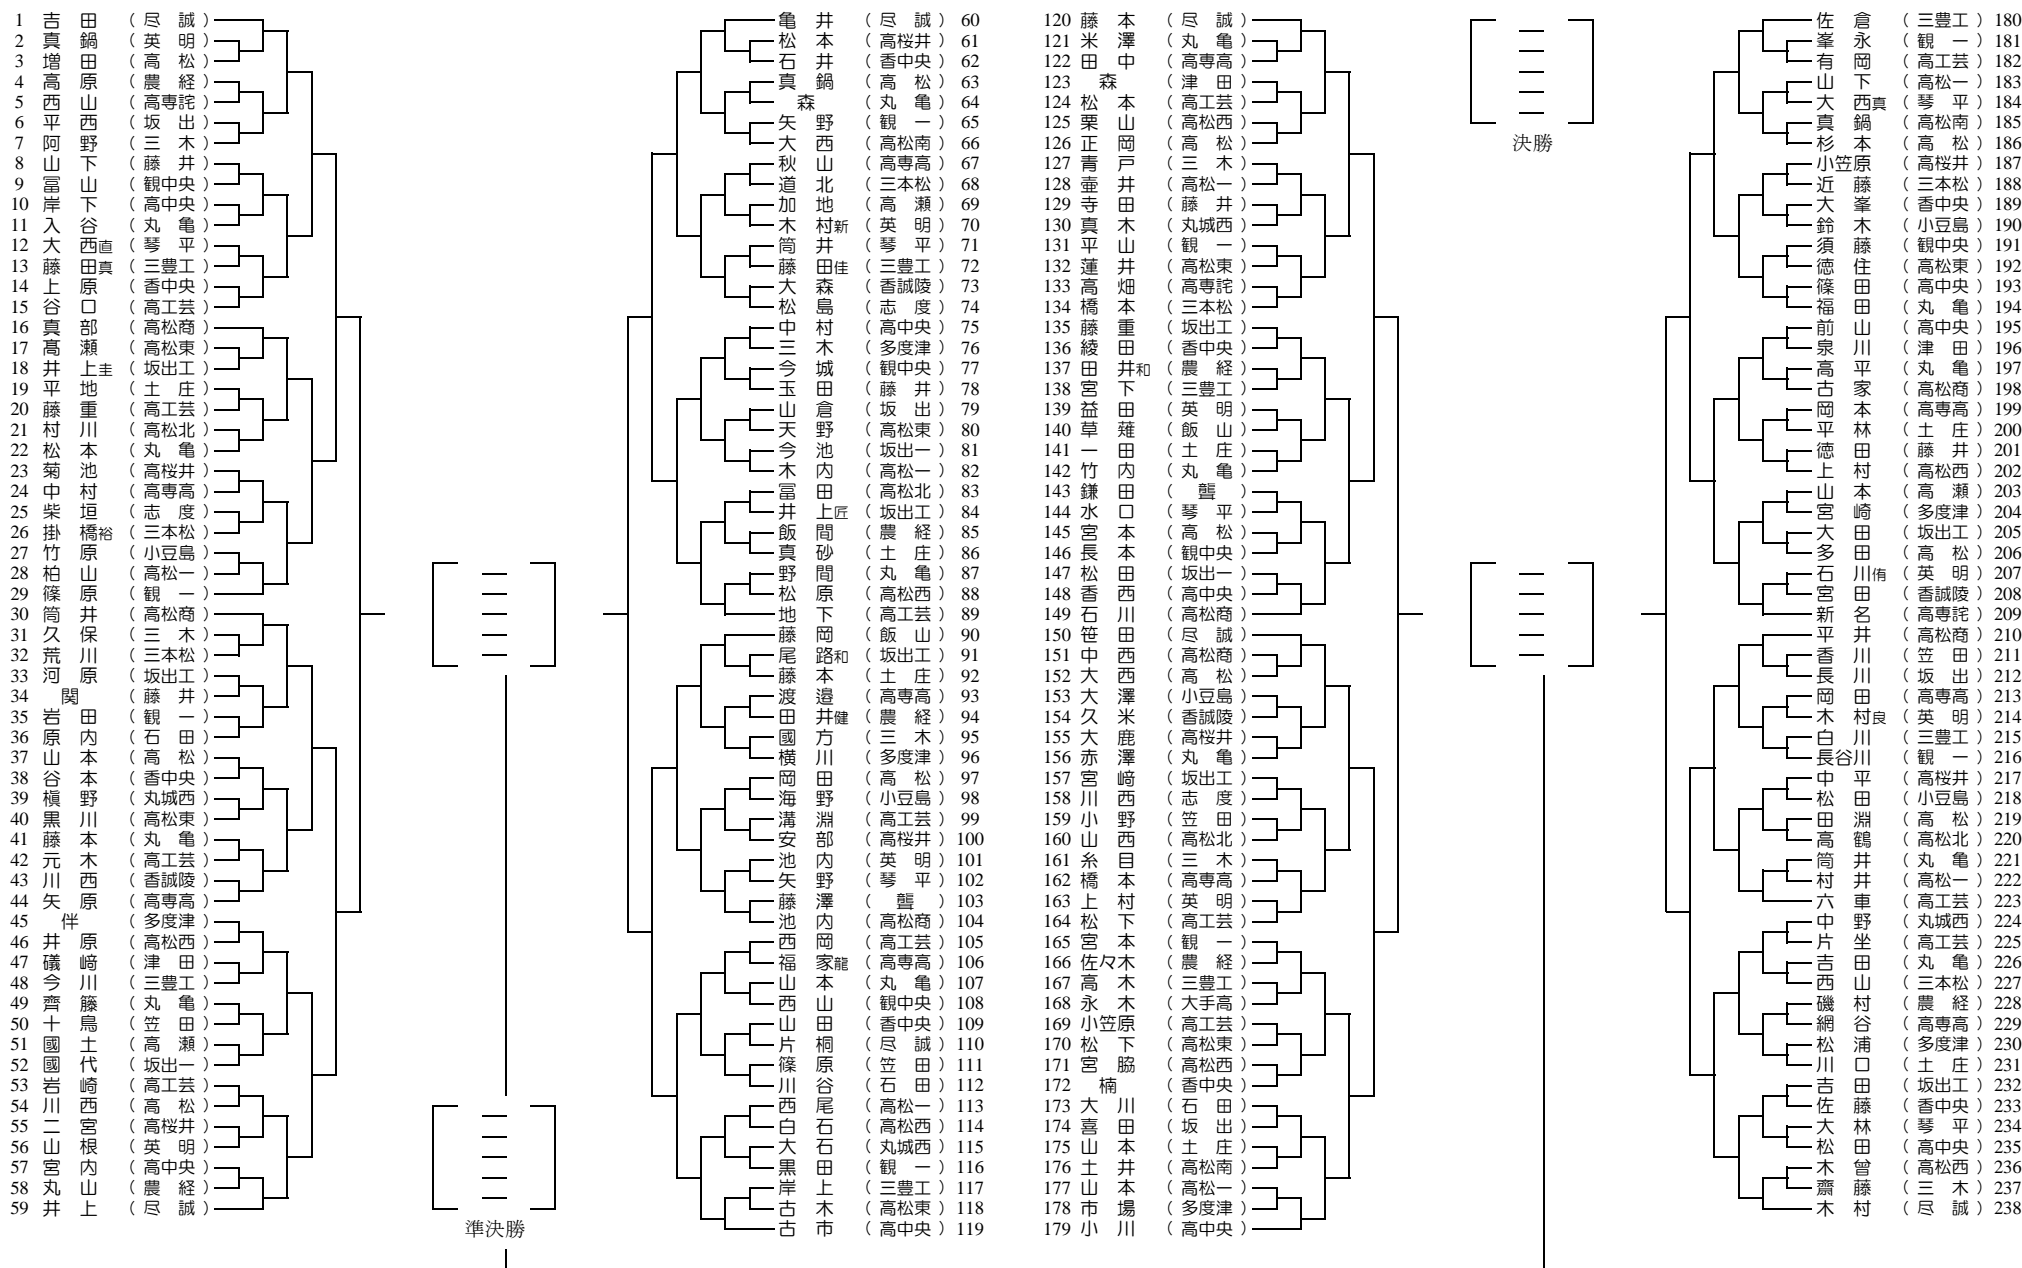 1 吉田 (尽誠)
2 真鍋 (英明)
3 増田 (高松)
4 高原 (農経)
5 西山 (高専詫)
6 平西 (坂出)
7 阿野 (三木)
8 山下 (藤井)
9 冨山 (観中央)
10 岸下 (高中央)
11 入谷 (丸亀)
12 大西直 (琴平)
13 藤田真 (三豊工)
14 上原 (香中央)
15 谷口 (高工芸)
16 真部 (高松商)
17 髙瀬 (高松東)
18 井上圭 (坂出工)
19 平地 (土庄)
20 藤重 (高工芸)
21 村川 (高松北)
22 松本 (丸亀)
23 菊池 (高桜井)
24 中村 (高専高)
25 柴垣 (志度)
26 掛橋裕 (三本松)
27 竹原 (小豆島)
28 柏山 (高松一)
29 篠原 (観一)
30 筒井 (高松商)
31 久保 (三木)
32 荒川 (三本松)
33 河原 (坂出工)
34 関 (藤井)
35 岩田 (観一)
36 原内 (石田)
37 山本 (高松)
38 谷本 (香中央)
39 槇野 (丸城西)
40 黒川 (高松東)
41 藤本 (丸亀)
42 元木 (高工芸)
43 川西 (香誠陵)
44 矢原 (高専高)
45 伴 (多度津)
46 井原 (高松西)
47 礒﨑 (津田)
48 今川 (三豊工)
49 齊籐 (丸亀)
50 十鳥 (笠田)
51 國土 (高瀬)
52 國代 (坂出一)
53 岩崎 (高工芸)
54 川西 (高松)
55 二宮 (高桜井)
56 山根 (英明)
57 宮内 (高中央)
58 丸山 (農経)
59 井上 (尽誠)
準決勝
亀井 (尽誠) 60
松本 (高桜井) 61
石井 (香中央) 62
真鍋 (高松) 63
森 (丸亀) 64
矢野 (観一) 65
大西 (高松南) 66
秋山 (高専高) 67
道北 (三本松) 68
加地 (高瀬) 69
木村新 (英明) 70
筒井 (琴平) 71
藤田佳 (三豊工) 72
大森 (香誠陵) 73
松島 (志度) 74
中村 (高中央) 75
三木 (多度津) 76
今城 (観中央) 77
玉田 (藤井) 78
山倉 (坂出) 79
天野 (高松東) 80
今池 (坂出一) 81
木内 (高松一) 82
冨田 (高松北) 83
井上匠 (坂出工) 84
飯間 (農経) 85
真砂 (土庄) 86
野間 (丸亀) 87
松原 (高松西) 88
地下 (高工芸) 89
藤岡 (飯山) 90
尾路和 (坂出工) 91
藤本 (土庄) 92
渡邉 (高専高) 93
田井健 (農経) 94
國方 (三木) 95
横川 (多度津) 96
岡田 (高松) 97
海野 (小豆島) 98
溝淵 (高工芸) 99
安部 (高桜井) 100
池内 (英明) 101
矢野 (琴平) 102
藤澤 (聾) 103
池内 (高松商) 104
西岡 (高工芸) 105
福家龍 (高専高) 106
山本 (丸亀) 107
西山 (観中央) 108
山田 (香中央) 109
片桐 (尽誠) 110
篠原 (笠田) 111
川谷 (石田) 112
西尾 (高松一) 113
白石 (高松西) 114
大石 (丸城西) 115
黒田 (観一) 116
岸上 (三豊工) 117
古木 (高松東) 118
古市 (高中央) 119
120 藤本 (尽誠)
121 米澤 (丸亀)
122 田中 (高専高)
123 森 (津田)
124 松本 (高工芸)
125 栗山 (高松西)
126 正岡 (高松)
127 青戸 (三木)
128 壷井 (高松一)
129 寺田 (藤井)
130 真木 (丸城西)
131 平山 (観一)
132 蓮井 (高松東)
133 高畑 (高専詫)
134 橋本 (三本松)
135 藤重 (坂出工)
136 綾田 (香中央)
137 田井和 (農経)
138 宮下 (三豊工)
139 益田 (英明)
140 草薙 (飯山)
141 一田 (土庄)
142 竹内 (丸亀)
143 鎌田 (聾)
144 水口 (琴平)
145 宮本 (高松)
146 長本 (観中央)
147 松田 (坂出一)
148 香西 (高中央)
149 石川 (高松商)
150 笹田 (尽誠)
151 中西 (高松商)
152 大西 (高松)
153 大澤 (小豆島)
154 久米 (香誠陵)
155 大鹿 (高桜井)
156 赤澤 (丸亀)
157 宮﨑 (坂出工)
158 川西 (志度)
159 小野 (笠田)
160 山西 (高松北)
161 糸目 (三木)
162 橋本 (高専高)
163 上村 (英明)
164 松下 (高工芸)
165 宮本 (観一)
166 佐々木 (農経)
167 高木 (三豊工)
168 永木 (大手高)
169 小笠原 (高工芸)
170 松下 (高松東)
171 宮脇 (高松西)
172 楠 (香中央)
173 大川 (石田)
174 喜田 (坂出)
175 山本 (土庄)
176 土井 (高松南)
177 山本 (高松一)
178 市場 (多度津)
179 小川 (高中央)
決勝
佐倉 (三豊工) 180
峯永 (観一) 181
有岡 (高工芸) 182
山下 (高松一) 183
大西真 (琴平) 184
真鍋 (高松南) 185
杉本 (高松) 186
小笠原 (高桜井) 187
近藤 (三本松) 188
大峯 (香中央) 189
鈴木 (小豆島) 190
須藤 (観中央) 191
徳住 (高松東) 192
篠田 (高中央) 193
福田 (丸亀) 194
前山 (高中央) 195
泉川 (津田) 196
高平 (丸亀) 197
古家 (高松商) 198
岡本 (高専高) 199
平林 (土庄) 200
徳田 (藤井) 201
上村 (高松西) 202
山本 (高瀬) 203
宮崎 (多度津) 204
大田 (坂出工) 205
多田 (高松) 206
石川侑 (英明) 207
宮田 (香誠陵) 208
新名 (高専詫) 209
平井 (高松商) 210
香川 (笠田) 211
長川 (坂出) 212
岡田 (高専高) 213
木村良 (英明) 214
白川 (三豊工) 215
長谷川 (観一) 216
中平 (高桜井) 217
松田 (小豆島) 218
田淵 (高松) 219
高鶴 (高松北) 220
筒井 (丸亀) 221
村井 (高松一) 222
六車 (高工芸) 223
中野 (丸城西) 224
片坐 (高工芸) 225
吉田 (丸亀) 226
西山 (三本松) 227
磯村 (農経) 228
網谷 (高専高) 229
松浦 (多度津) 230
川口 (土庄) 231
吉田 (坂出工) 232
佐藤 (香中央) 233
大林 (琴平) 234
松田 (高中央) 235
木曾 (高松西) 236
齋藤 (三木) 237
木村 (尽誠) 238